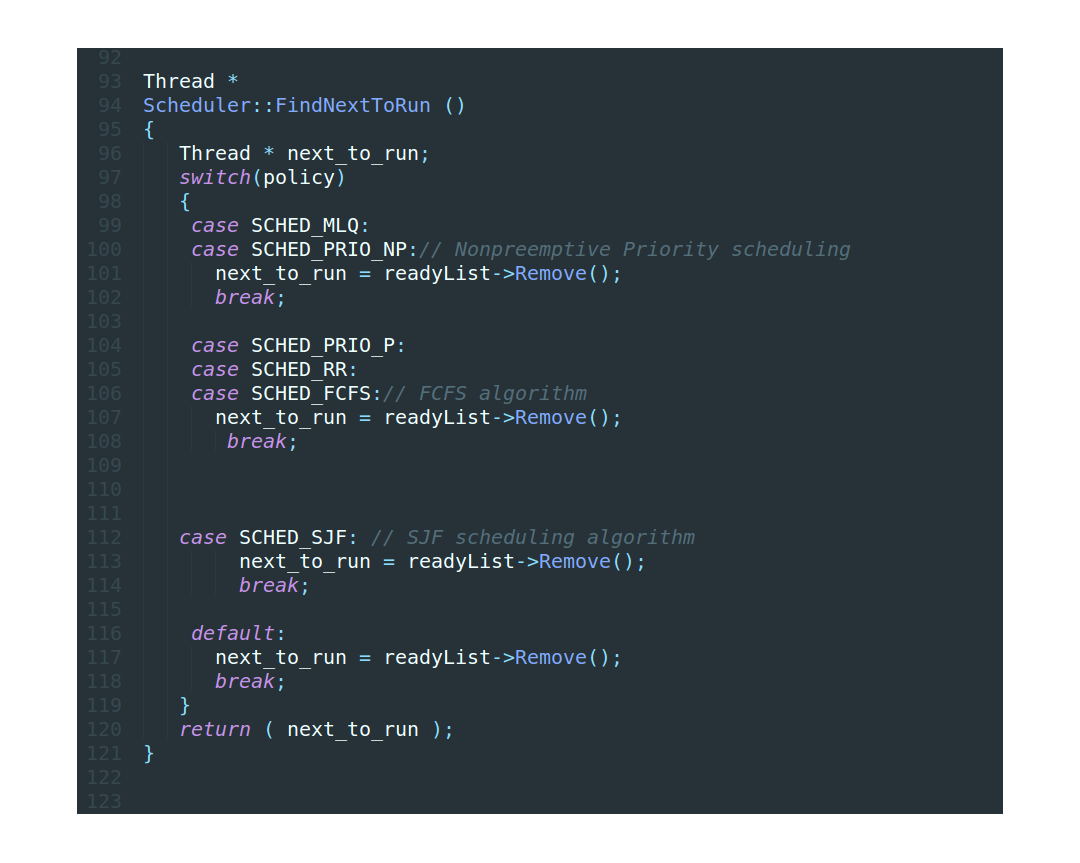 92
93 Thread *
94 Scheduler::FindNextToRun ()
95 {
96 Thread * next_to_run;
97 switch(policy)
98 {
99 case SCHED_MLQ:
100 case SCHED_PRIO_NP:// Nonpreemptive Priority scheduling
101 next_to_run = readyList->Remove();
102 break;
103
104 case SCHED_PRIO_P:
105 case SCHED_RR:
106 case SCHED_FCFS:// FCFS algorithm
107 next_to_run = readyList->Remove();
108 break;
109
110
111
112 case SCHED_SJF: // SJF scheduling algorithm
113 next_to_run = readyList->Remove();
114 break;
115
116 default:
117 next_to_run = readyList->Remove();
118 break;
119 }
120 return ( next_to_run );
121 }
122
123